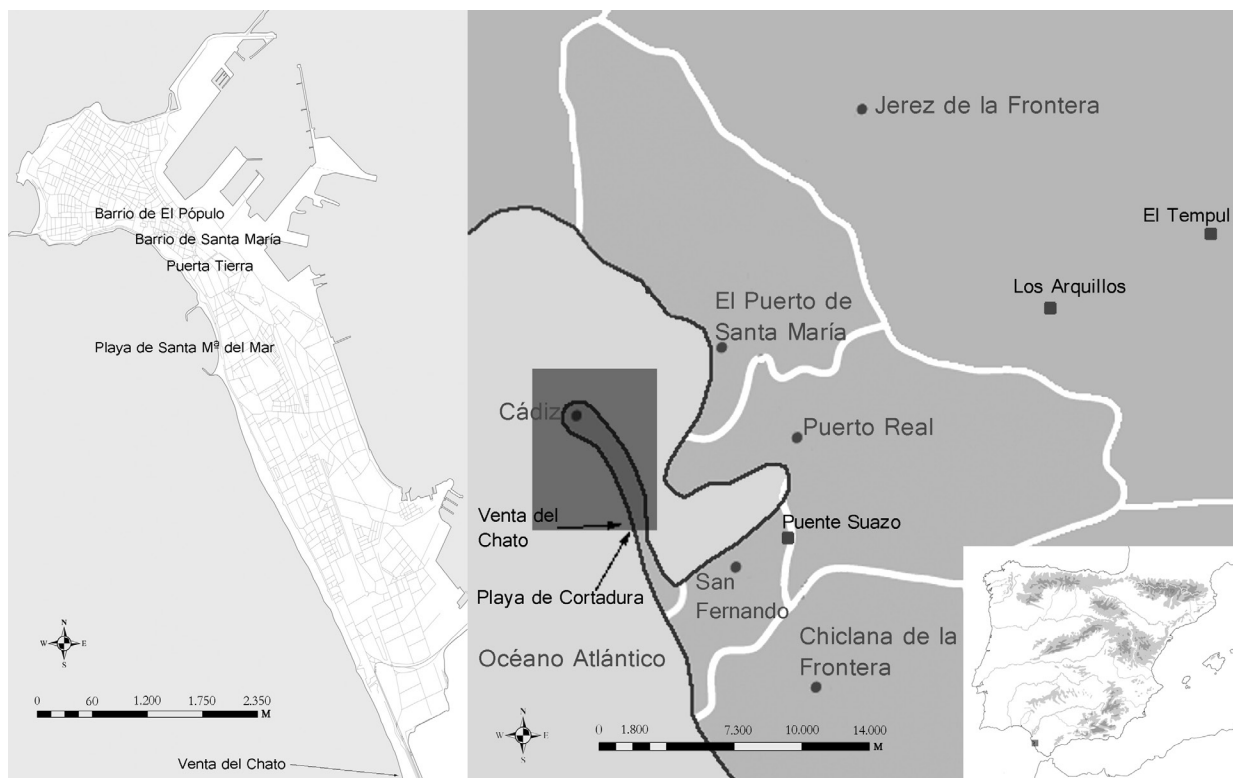 Barrio de El Pópulo
Barrio de Santa María
Puerta Tierra
Playa de Santa Mª del Mar
N
W E
S
0 60 1.200 1.750 2.350
M
Venta del Chato
Jerez de la Frontera
El Tempul
Los Arquillos
El Puerto de
Santa María
Cádiz
Puerto Real
Venta del
Chato
Puente Suazo
Playa de Cortadura
San
Fernando
Océano Atlántico
Chiclana de la
Frontera
N
W E
S
0 1.800 7.300 10.000 14.000
M